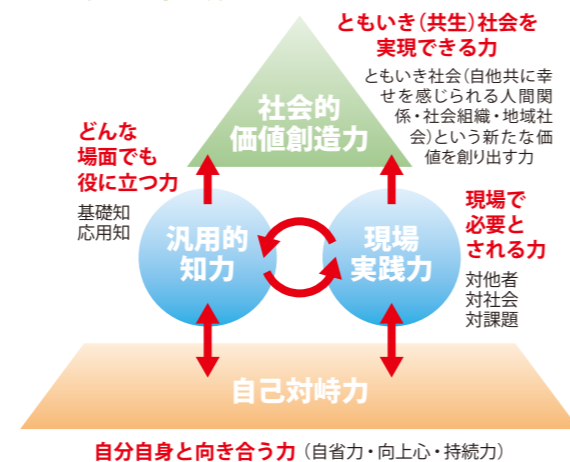 ともいき(共生)社会を
実現できる力
ともいき社会(自他共に幸
せを感じられる人間関
係・社会組織・地域社
会)という新たな価
値を創り出す力
社会的
価値創造力
どんな
場面でも
役に立つ力
基礎知
応用知
汎用的
知力
現場
実践力
現場で
必要と
される力
対他者
対社会
対課題
自己対峙力
自分自身と向き合う力(自省力・向上心・持続力)